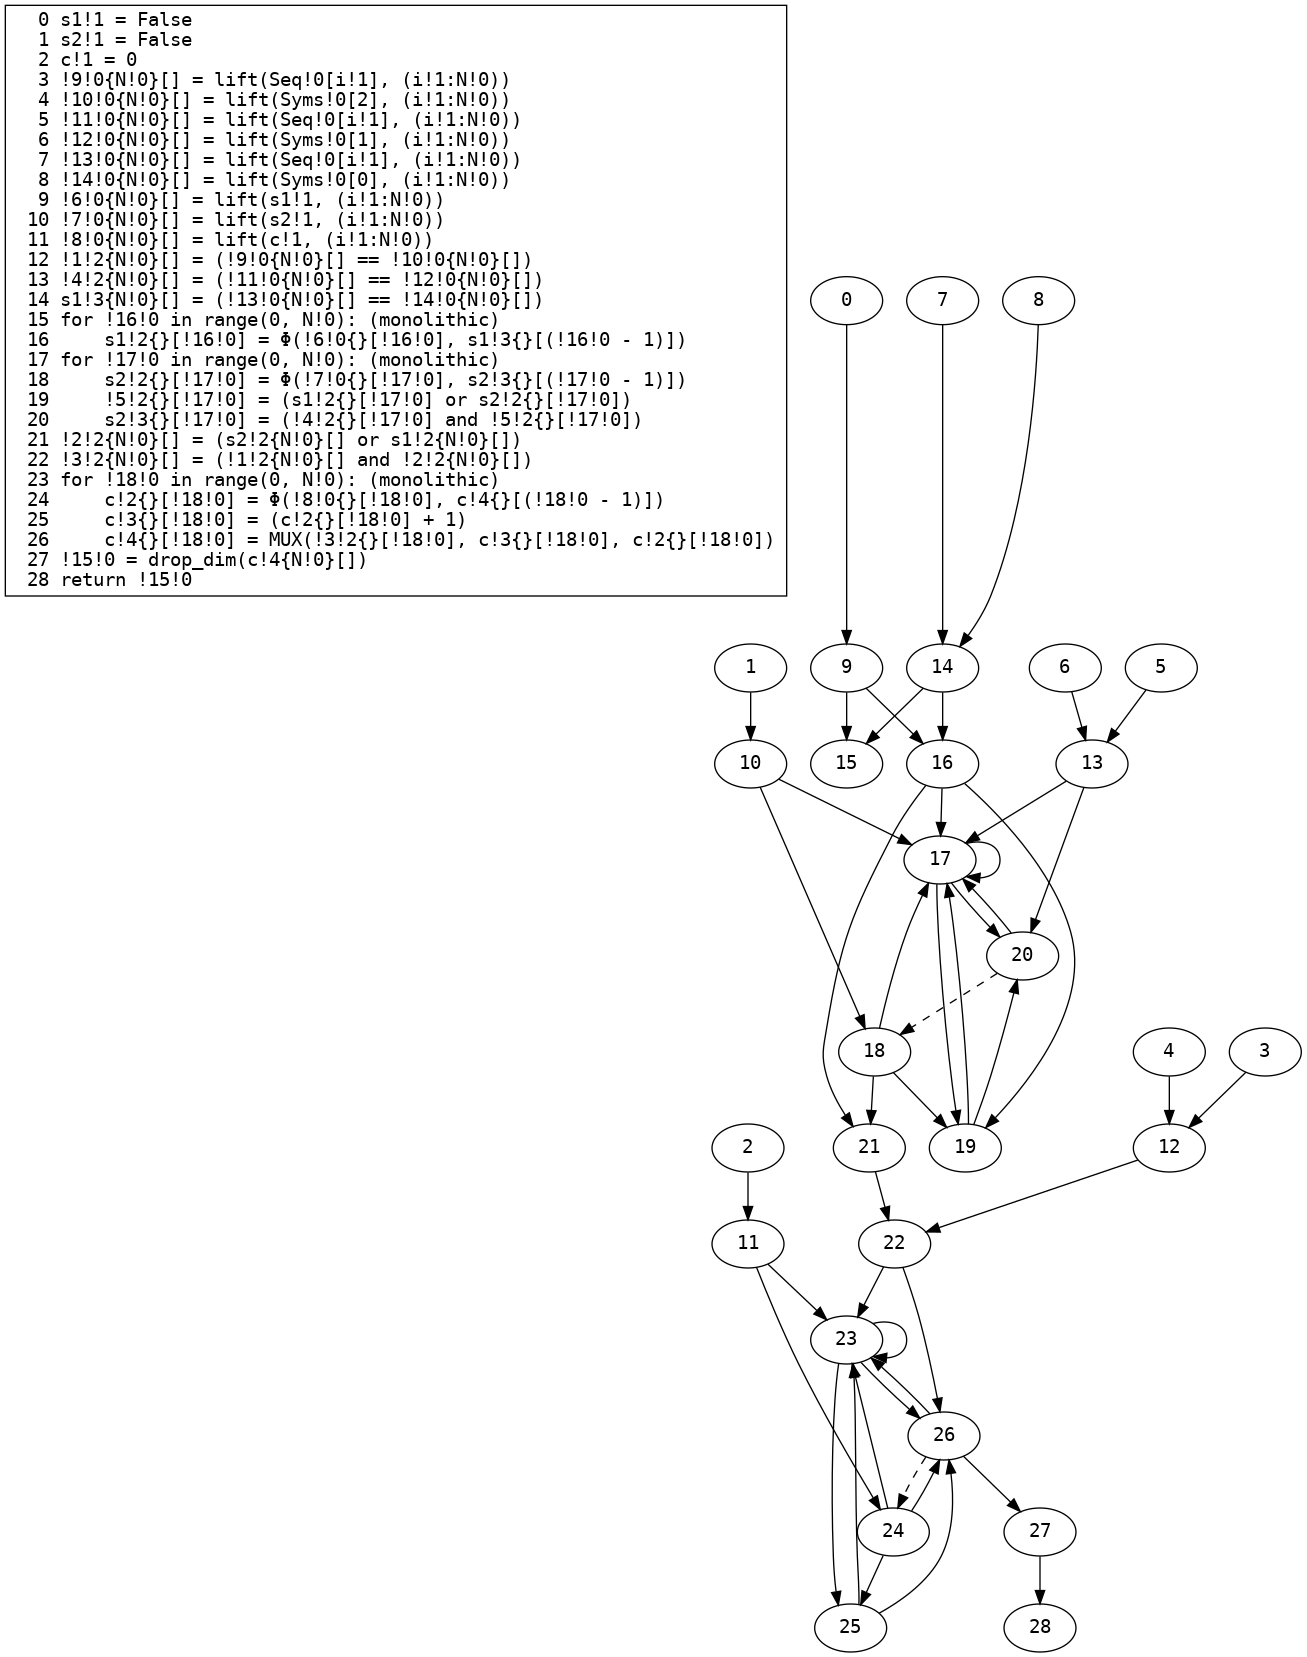 0 s1!1 = False
1 s2!1 = False
2 c!1 = 0
3 !9!0{N!0}[] = lift(Seq!0[i!1], (i!1:N!0))
4 !10!0{N!0}[] = lift(Syms!0[2], (i!1:N!0))
5 !11!0{N!0}[] = lift(Seq!0[i!1], (i!1:N!0))
6 !12!0{N!0}[] = lift(Syms!0[1], (i!1:N!0))
7 !13!0{N!0}[] = lift(Seq!0[i!1], (i!1:N!0))
8 !14!0{N!0}[] = lift(Syms!0[0], (i!1:N!0))
9 !6!0{N!0}[] = lift(s1!1, (i!1:N!0))
10 !7!0{N!0}[] = lift(s2!1, (i!1:N!0))
11 !8!0{N!0}[] = lift(c!1, (i!1:N!0))
12 !1!2{N!0}[] = (!9!0{N!0}[] == !10!0{N!0}[])
13 !4!2{N!0}[] = (!11!0{N!0}[] == !12!0{N!0}[])
14 s1!3{N!0}[] = (!13!0{N!0}[] == !14!0{N!0}[])
15 for !16!0 in range(0, N!0): (monolithic)
16     s1!2{}[!16!0] = Φ(!6!0{}[!16!0], s1!3{}[(!16!0 - 1)])
17 for !17!0 in range(0, N!0): (monolithic)
18     s2!2{}[!17!0] = Φ(!7!0{}[!17!0], s2!3{}[(!17!0 - 1)])
19     !5!2{}[!17!0] = (s1!2{}[!17!0] or s2!2{}[!17!0])
20     s2!3{}[!17!0] = (!4!2{}[!17!0] and !5!2{}[!17!0])
21 !2!2{N!0}[] = (s2!2{N!0}[] or s1!2{N!0}[])
22 !3!2{N!0}[] = (!1!2{N!0}[] and !2!2{N!0}[])
23 for !18!0 in range(0, N!0): (monolithic)
24     c!2{}[!18!0] = Φ(!8!0{}[!18!0], c!4{}[(!18!0 - 1)])
25     c!3{}[!18!0] = (c!2{}[!18!0] + 1)
26     c!4{}[!18!0] = MUX(!3!2{}[!18!0], c!3{}[!18!0], c!2{}[!18!0])
27 !15!0 = drop_dim(c!4{N!0}[])
28 return !15!0
0 7 8
1 9 14 6 5
10 15 16 13
17
20
18 4 3
2 21 19 12
11 22
23
26
24 27
25 28